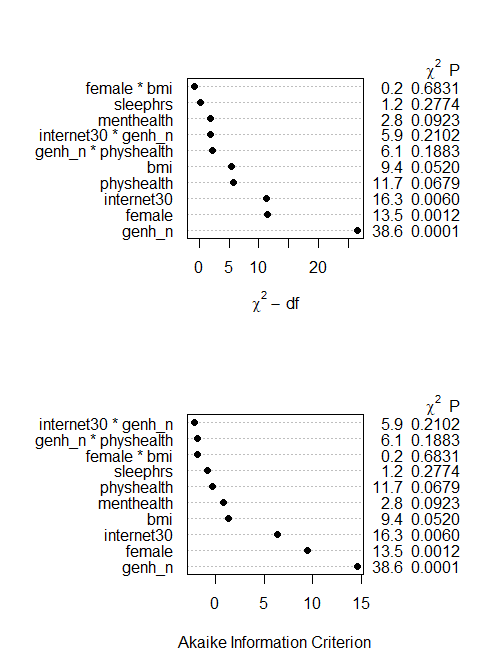 χ² P
female * bmi 0.2 0.6831
sleephrs 1.2 0.2774
menthealth 2.8 0.0923
internet30 * genh_n 5.9 0.2102
genh_n * physhealth 6.1 0.1883
bmi 9.4 0.0520
physhealth 11.7 0.0679
internet30 16.3 0.0060
female 13.5 0.0012
genh_n 38.6 0.0001
0 5 10 20
χ² − df
χ² P
internet30 * genh_n 5.9 0.2102
genh_n * physhealth 6.1 0.1883
female * bmi 0.2 0.6831
sleephrs 1.2 0.2774
physhealth 11.7 0.0679
menthealth 2.8 0.0923
bmi 9.4 0.0520
internet30 16.3 0.0060
female 13.5 0.0012
genh_n 38.6 0.0001
0 5 10 15
Akaike Information Criterion